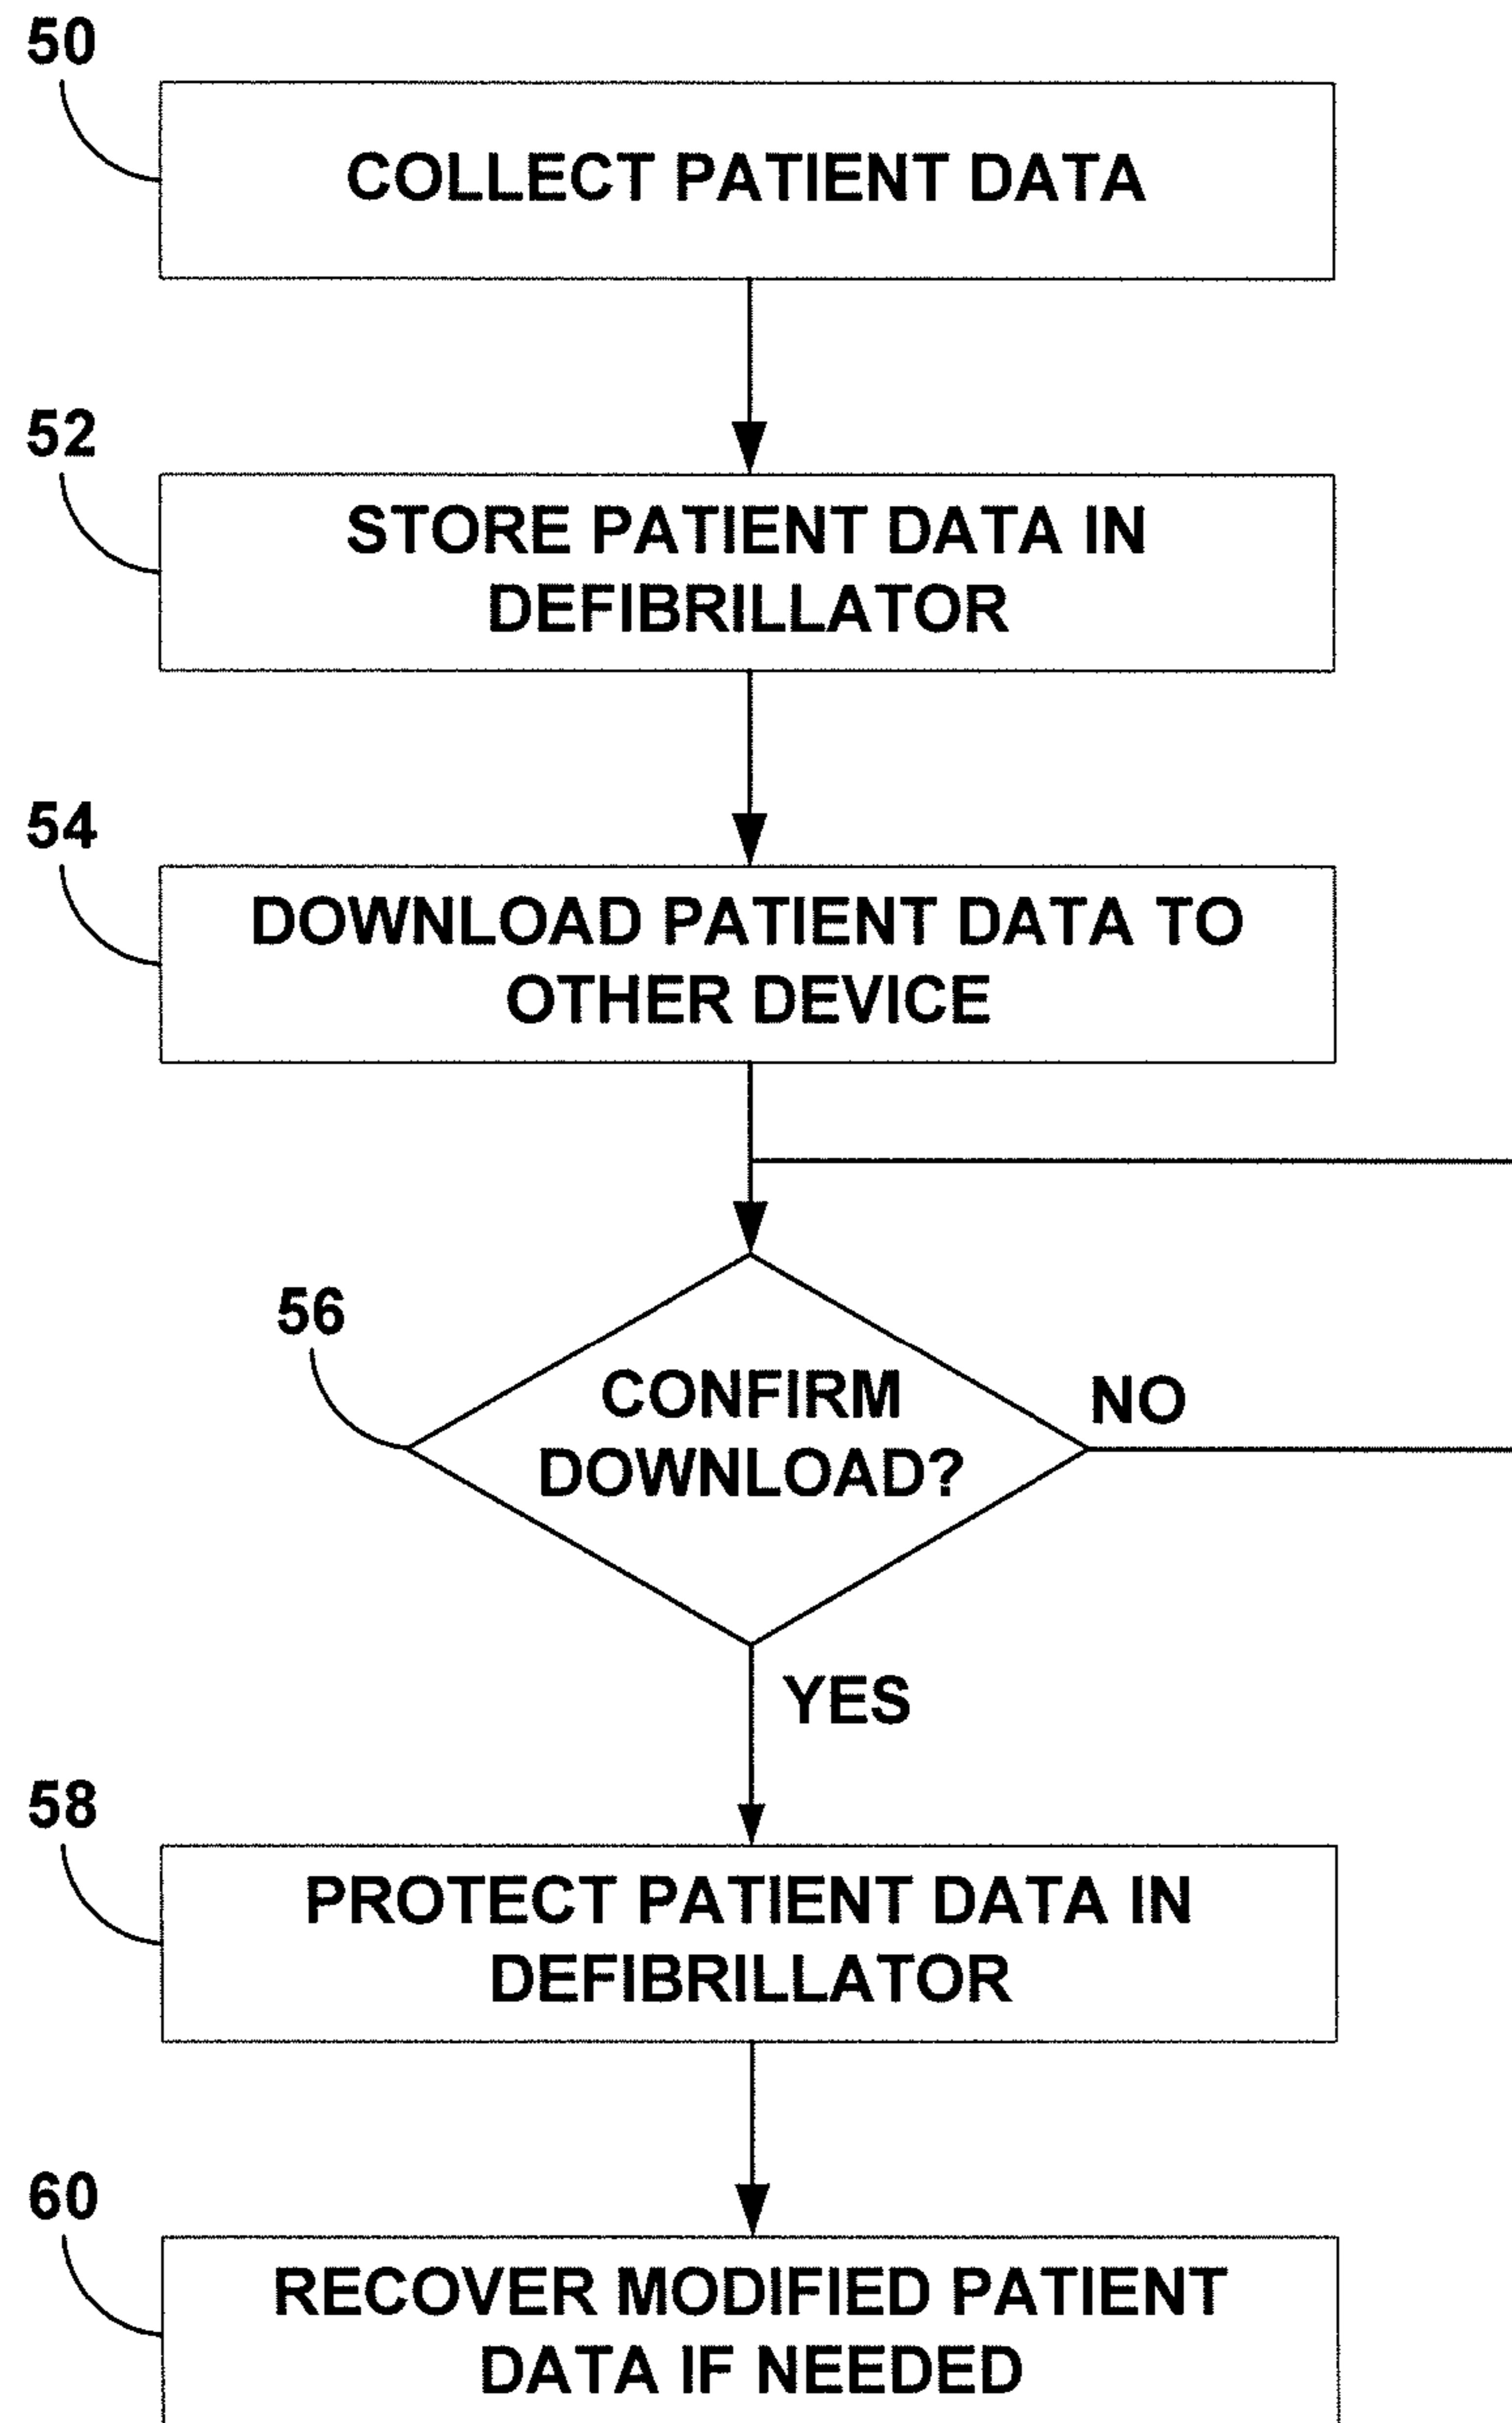 50
COLLECT PATIENT DATA
52
STORE PATIENT DATA IN
DEFIBRILLATOR
54
DOWNLOAD PATIENT DATA TO
OTHER DEVICE
56
CONFIRM
DOWNLOAD?
NO
YES
58
PROTECT PATIENT DATA IN
DEFIBRILLATOR
60
RECOVER MODIFIED PATIENT
DATA IF NEEDED